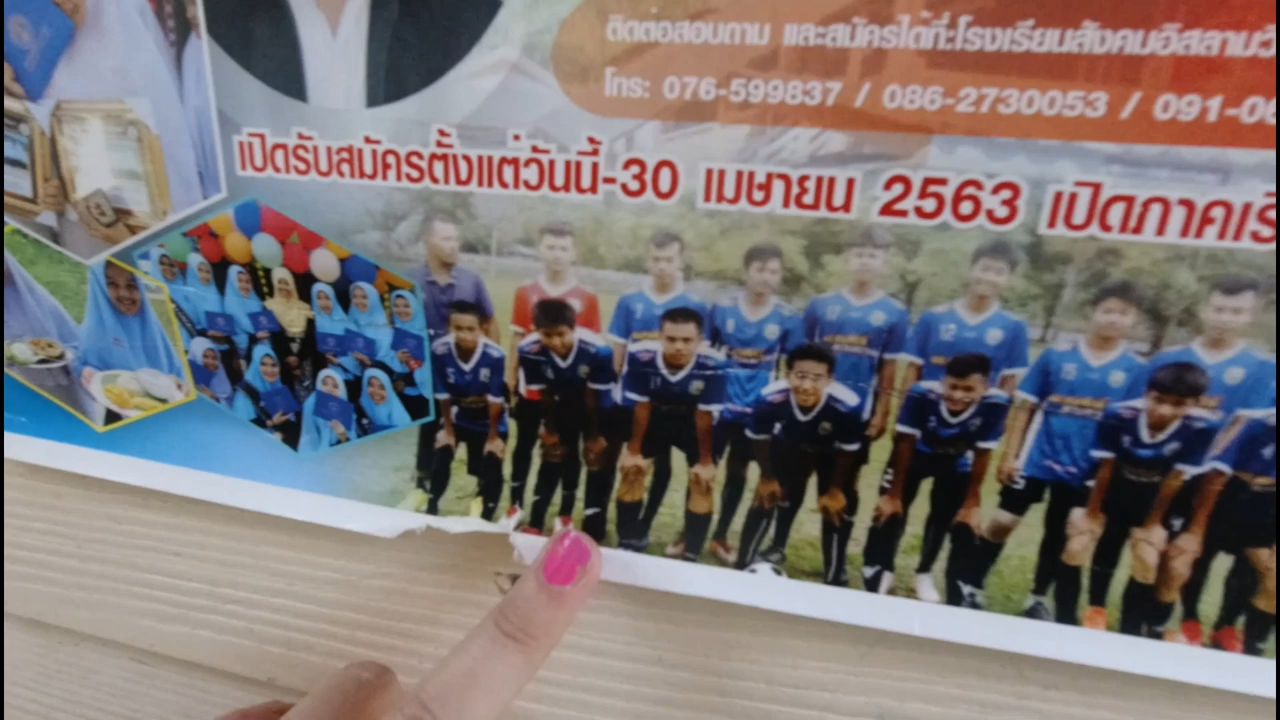 ติดต่อสอบถาม และสมัครได้ที่:โรงเรียนสังคมอิสลามวิ
โทร: 076-599837 / 086-2730053 / 091-06
เปิดรับสมัครตั้งแต่วันนี้-30 เมษายน 2563 เปิดภาคเรี